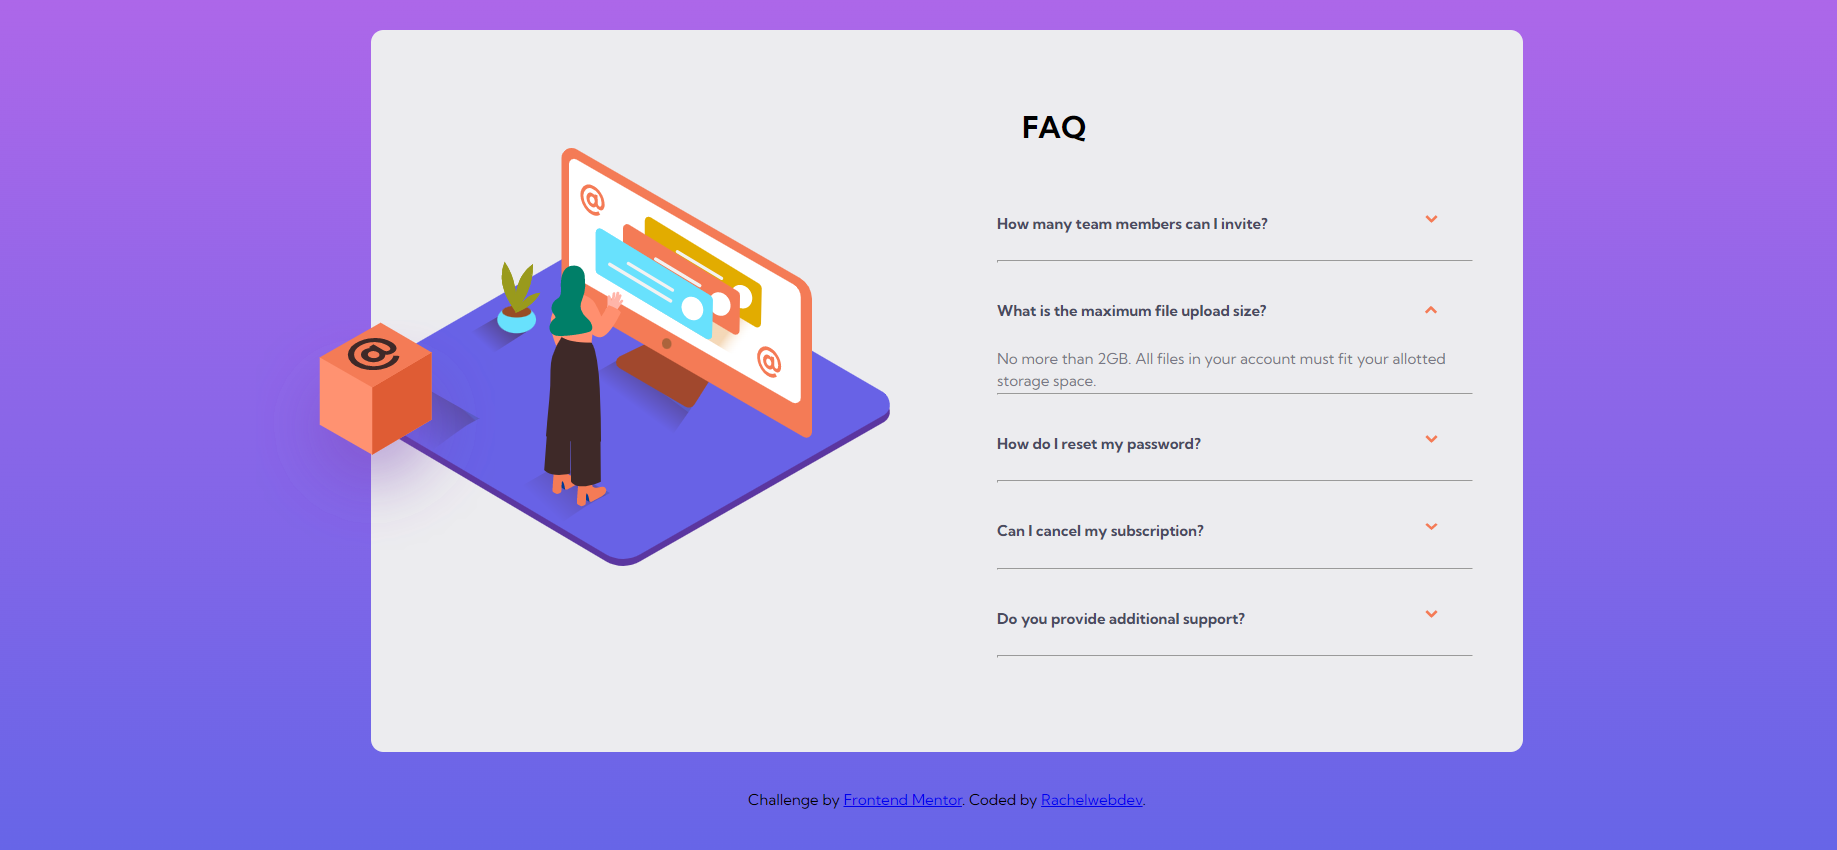 FAQ
How many team members can I invite?
What is the maximum file upload size?
No more than 2GB. All files in your account must fit your allotted
storage space.
How do I reset my password?
Can I cancel my subscription?
Do you provide additional support?
@
@
@
Challenge by Frontend Mentor. Coded by Rachelwebdev.